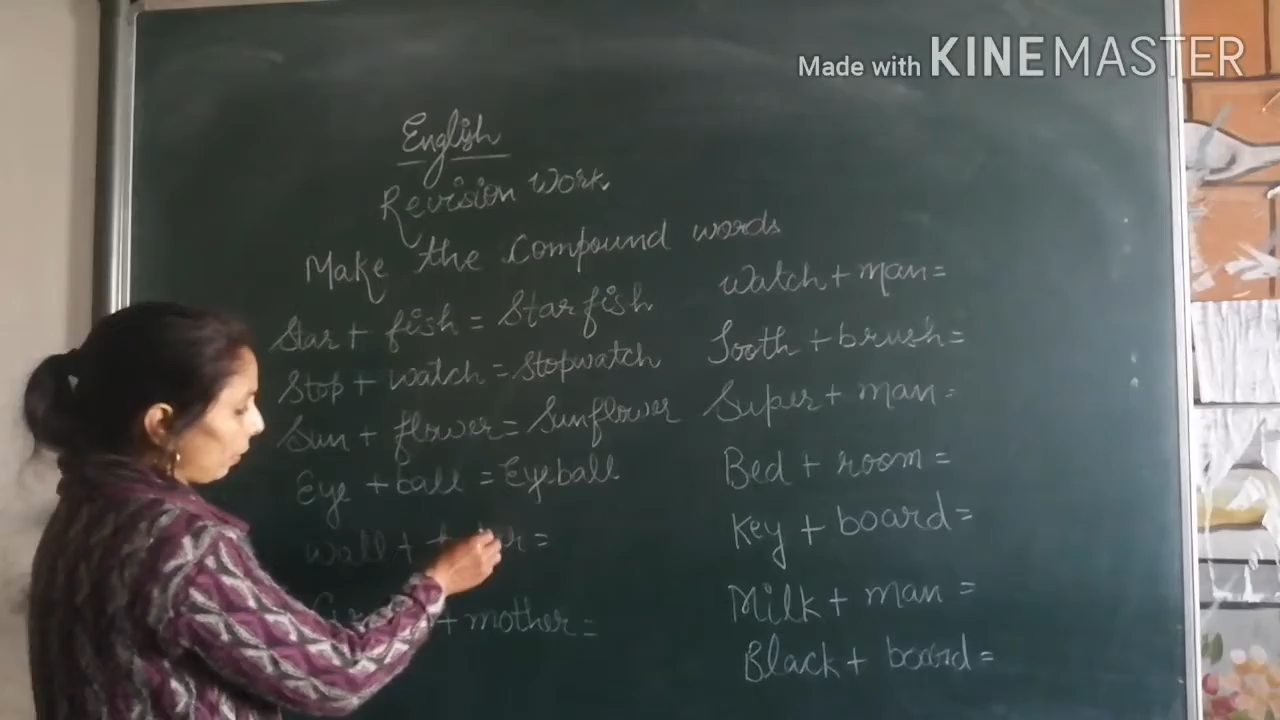 Made with KINEMASTER
English
Revision Work
Make the compound words
Star + fish = Starfish
Stop + watch = Stopwatch
Sun + flower = Sunflower
Eye + ball = Eyeball
Wall + =
+ mother =
Watch + man =
Tooth + brush =
Super + man =
Bed + room =
Key + board =
Milk + man =
Black + board =